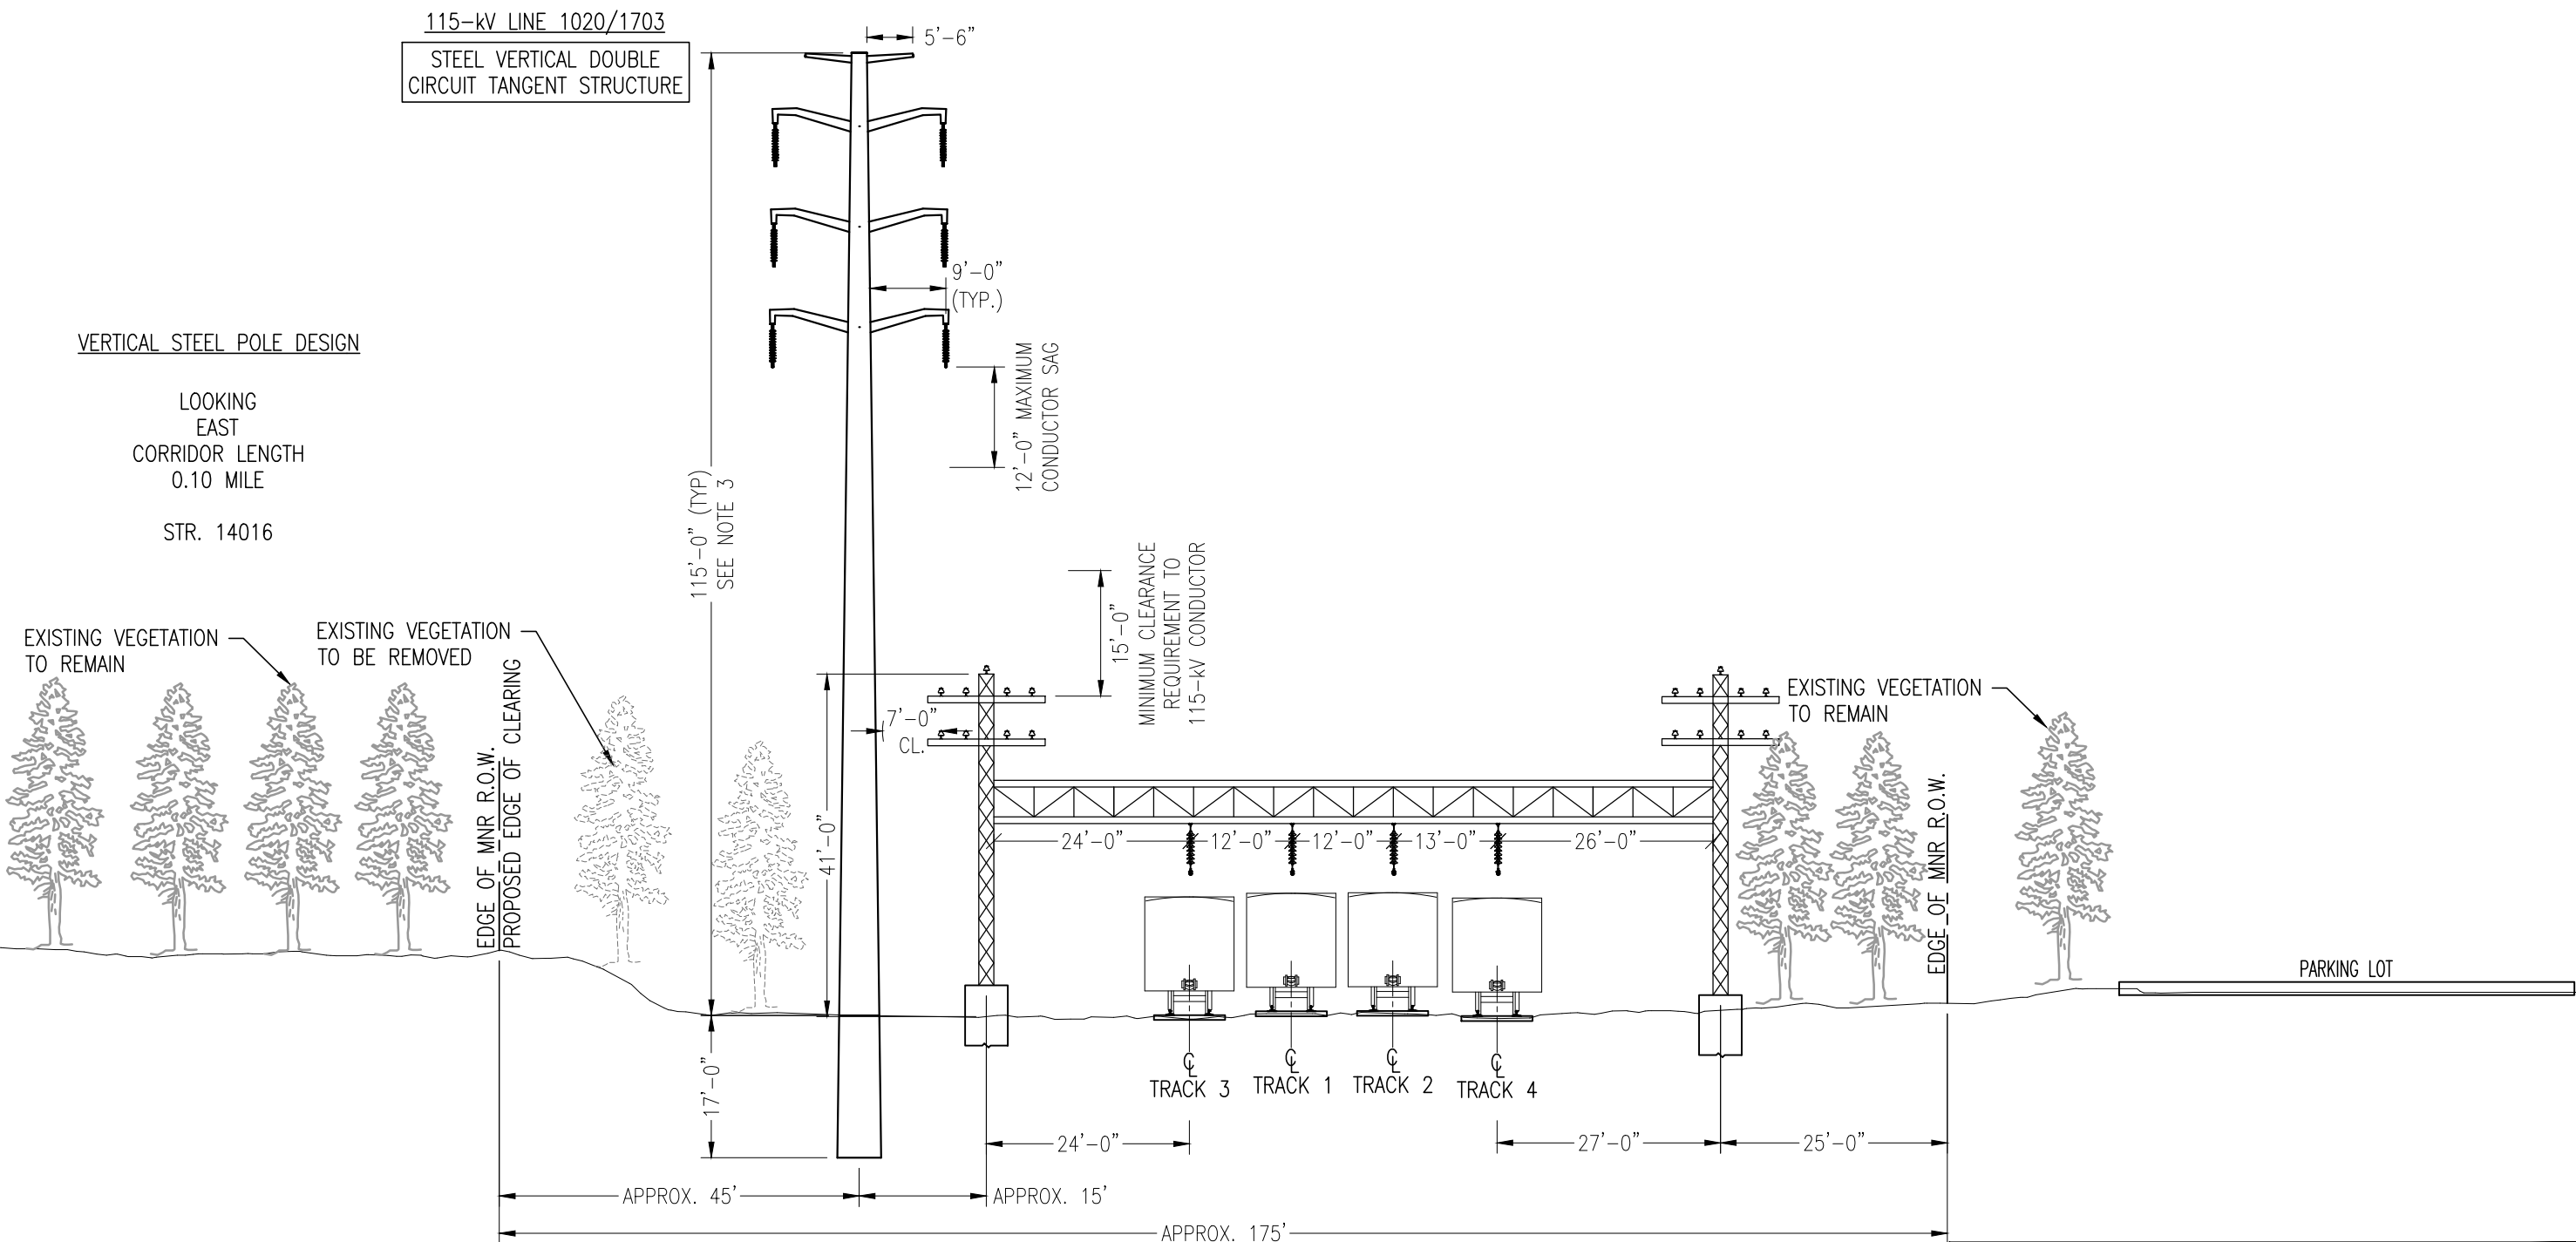 115-kV LINE 1020/1703
STEEL VERTICAL DOUBLE
CIRCUIT TANGENT STRUCTURE
5'-6"
9'-0"
(TYP.)
12'-0" MAXIMUM
CONDUCTOR SAG
VERTICAL STEEL POLE DESIGN
LOOKING
EAST
CORRIDOR LENGTH
0.10 MILE
STR. 14016
115'-0" (TYP)
SEE NOTE 3
15'-0"
MINIMUM CLEARANCE
REQUIREMENT TO
115-kV CONDUCTOR
EXISTING VEGETATION
TO REMAIN
EXISTING VEGETATION
TO BE REMOVED
EDGE OF MNR R.O.W.
PROPOSED EDGE OF CLEARING
7'-0"
CL.
41'-0"
EXISTING VEGETATION
TO REMAIN
EDGE OF MNR R.O.W.
24'-0" 12'-0" 12'-0" 13'-0" 26'-0"
PARKING LOT
17'-0"
℄ ℄ ℄ ℄
TRACK 3 TRACK 1 TRACK 2 TRACK 4
24'-0" 27'-0" 25'-0"
APPROX. 45' APPROX. 15'
APPROX. 175'